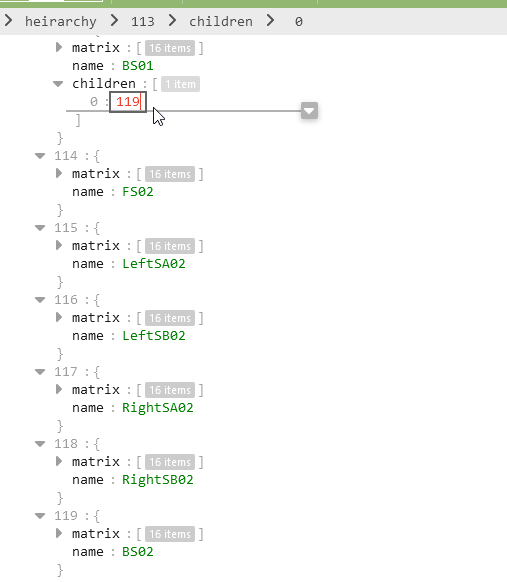 heirarchy 113 children 0
{
matrix : [ 16 items ]
name : BS01
children : [ 1 item
0 : 119
]
}
114 : {
matrix : [ 16 items ]
name : FS02
}
115 : {
matrix : [ 16 items ]
name : LeftSA02
}
116 : {
matrix : [ 16 items ]
name : LeftSB02
}
117 : {
matrix : [ 16 items ]
name : RightSA02
}
118 : {
matrix : [ 16 items ]
name : RightSB02
}
119 : {
matrix : [ 16 items ]
name : BS02
}